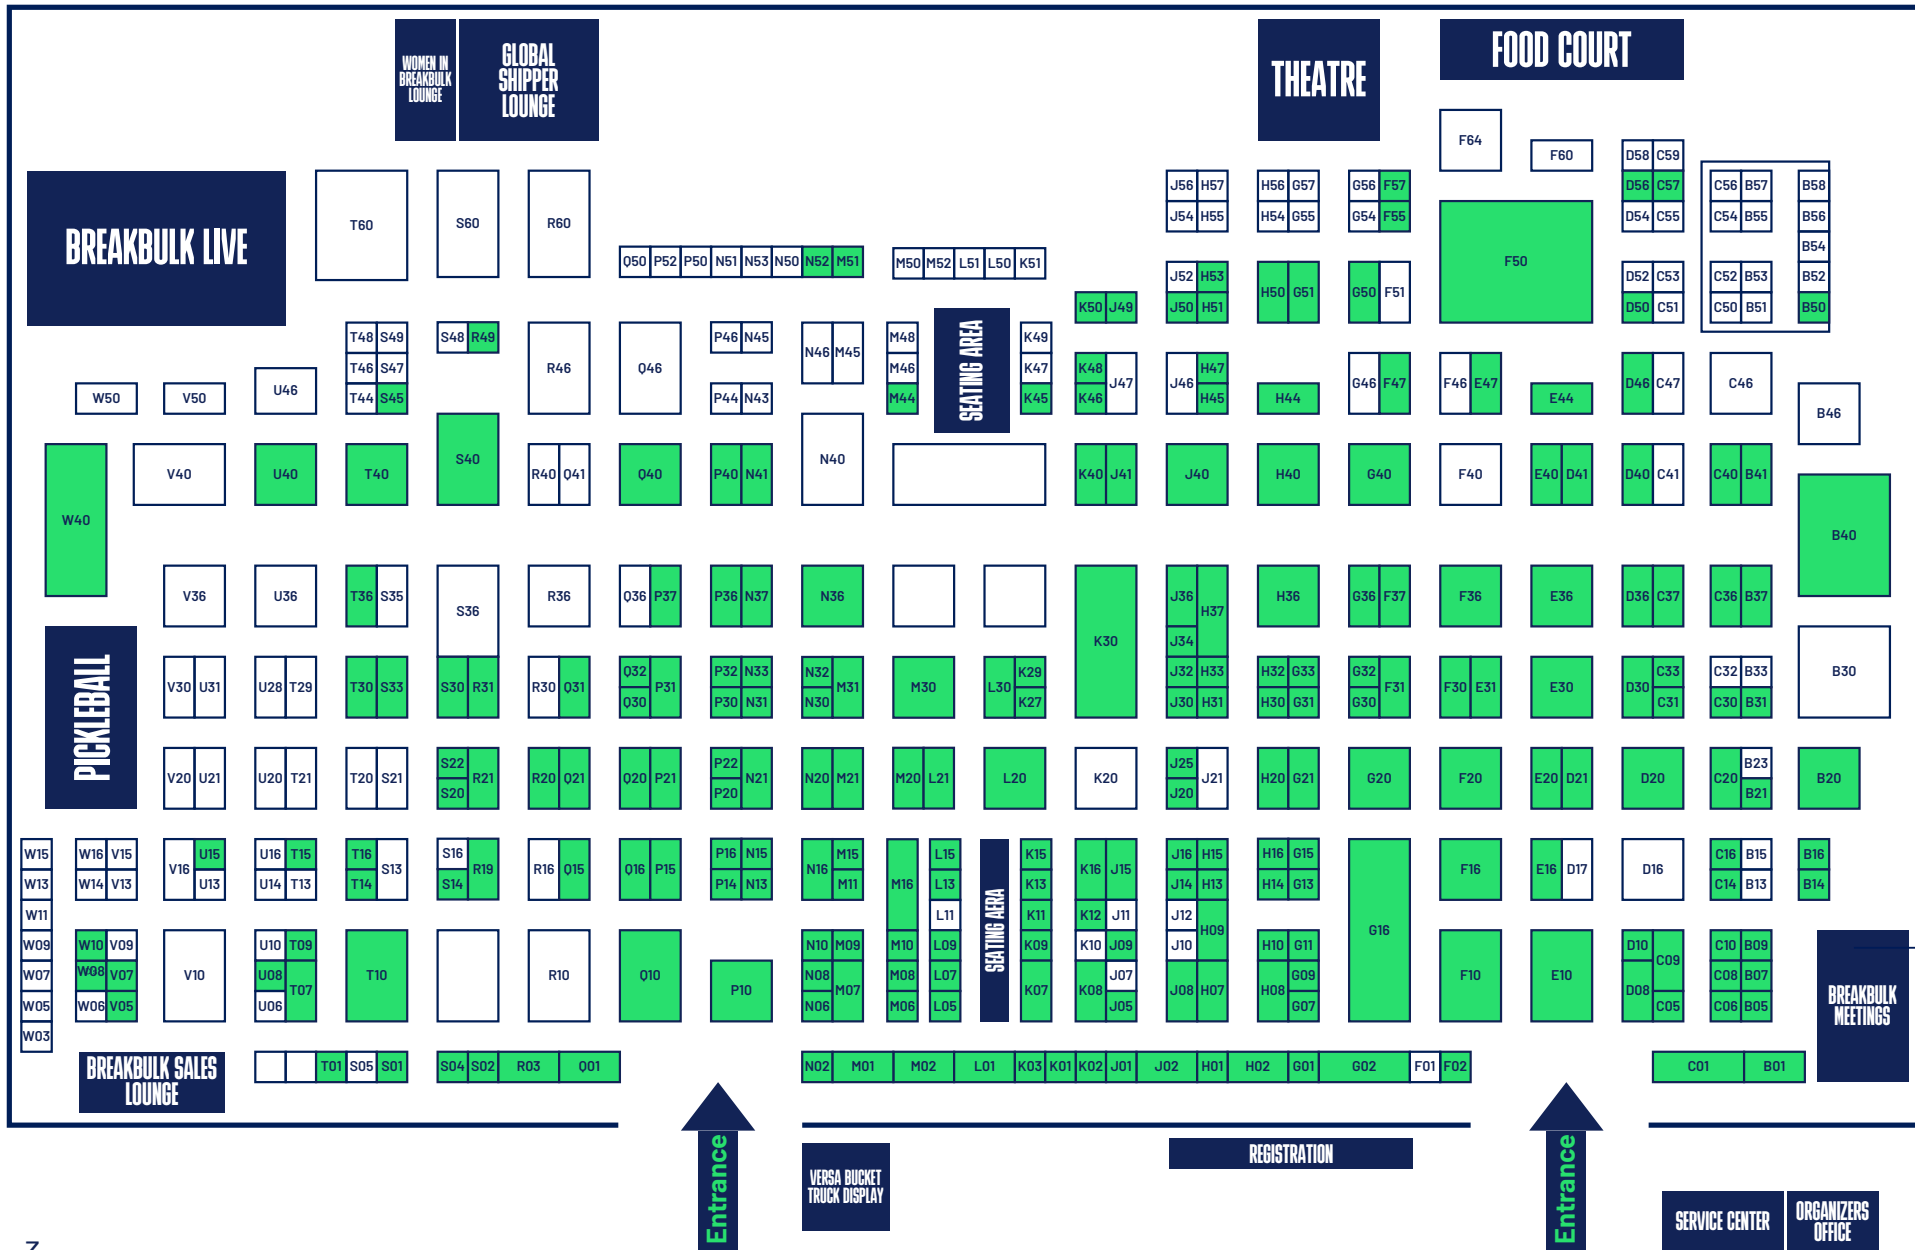 WOMEN IN
BREAKBULK
LOUNGE
GLOBAL
SHIPPER
LOUNGE
THEATRE
FOOD COURT
BREAKBULK LIVE
F64
F60
D58 C59
T60 S60 R60
J56 H57 H56 G57 G56 F57 D56 C57 C56 B57 B58
J54 H55 H54 G55 G54 F55 D54 C55 C54 B55 B56
B54
Q50 P52 P50 N51 N53 N50 N52 M51 M50 M52 L51 L50 K51
F50
J52 H53 H50 G51 G50 F51 D52 C53 C52 B53 B52
K50 J49 J50 H51 D50 C51 C50 B51 B50
T48 S49 S48 R49 P46 N45 M48 K49
SEATING AREA
T46 S47 R46 Q46 N46 M45 M46 K47 K48 J47 J46 H47 G46 F47 F46 E47 D46 C47 C46
U46
W50 V50 T44 S45 P44 N43 M44 K45 K46 H45 H44 E44 B46
W40 V40 U40 T40 S40 R40 Q41 Q40 P40 N41 N40 K40 J41 J40 H40 G40 F40 E40 D41 D40 C41 C40 B41 B40
V36 U36 T36 S35 S36 R36 Q36 P37 P36 N37 N36 K30 J36 H37 H36 G36 F37 F36 E36 D36 C37 C36 B37
J34
PICKLEBALL
V30 U31 U28 T29 T30 S33 S30 R31 R30 Q31 Q32 P31 P32 N33 N32 M31 M30 L30 K29 J32 H33 H32 G33 G32 F31 F30 E31 E30 D30 C33 C32 B33 B30
Q30 P30 N31 N30 K27 J30 H31 H30 G31 G30 C31 C30 B31
V20 U21 U20 T21 T20 S21 S22 R21 R20 Q21 Q20 P21 P22 N21 N20 M21 M20 L21 L20 K20 J25 J21 H20 G21 G20 F20 E20 D21 D20 C20 B23 B20
S20 P20 J20 B21
W15 W16 V15 V16 U15 U16 T15 T16 S13 S16 R19 R16 Q15 Q16 P15 P16 N15 N16 M15 M16 L15 K15 K16 J15 J16 H15 H16 G15 G16 F16 E16 D17 D16 C16 B15 B16
W13 W14 V13 U13 U14 T13 T14 S14 P14 N13 M11 L13 K13 J14 H13 H14 G13 C14 B13 B14
SEATING AERA
W11 L11 K11 K12 J11 J12 H09
W09 W10 V09 V10 U10 T09 T10 R10 Q10 P10 N10 M09 M10 L09 K09 K10 J09 J10 H10 G11 F10 E10 D10 C09 C10 B09
W07 W08 V07 U08 T07 N08 M07 M08 L07 K07 K08 J07 J08 H07 H08 G09 D08 C08 B07
W05 W06 V05 U06 N06 M06 L05 J05 G07 C05 C06 B05
W03
BREAKBULK
MEETINGS
BREAKBULK SALES
LOUNGE
T01 S05 S01 S04 S02 R03 Q01 N02 M01 M02 L01 K03 K01 K02 J01 J02 H01 H02 G01 G02 F01 F02 C01 B01
Entrance
VERSA BUCKET
TRUCK DISPLAY
REGISTRATION
Entrance
SERVICE CENTER
ORGANIZERS
OFFICE